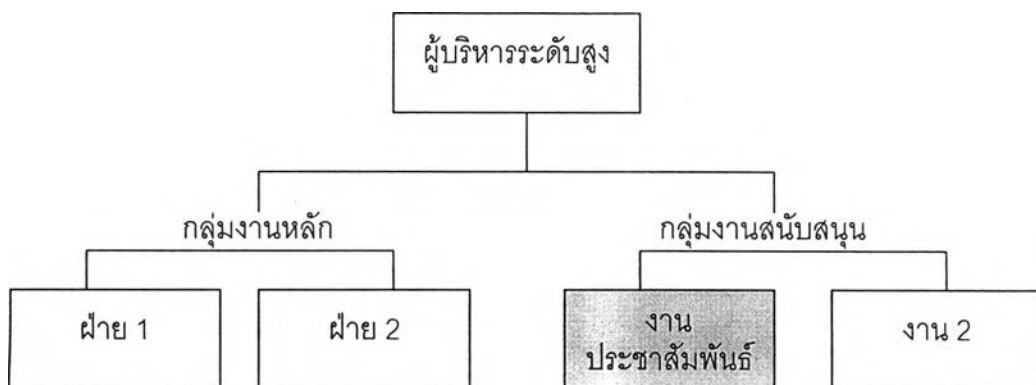 ผู้บริหารระดับสูง
กลุ่มงานหลัก
กลุ่มงานสนับสนุน
ฝ่าย 1
ฝ่าย 2
งาน
ประชาสัมพันธ์
งาน 2